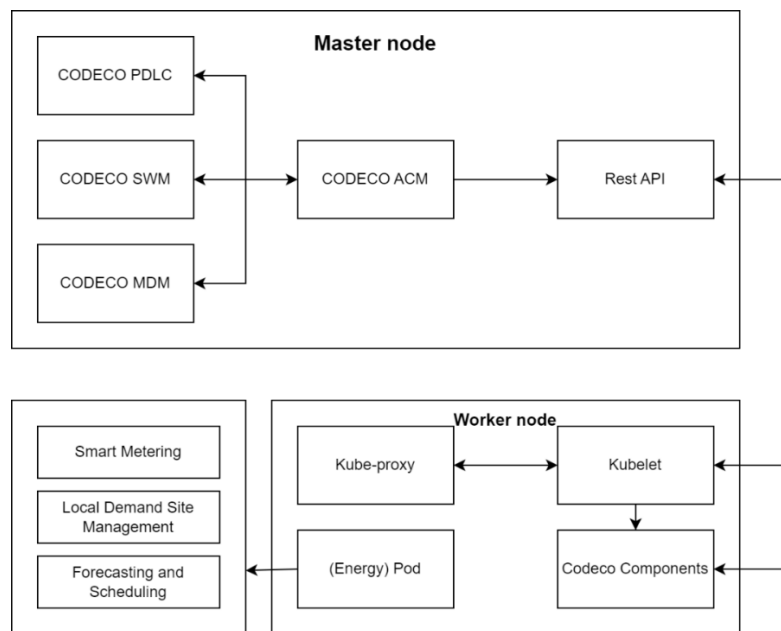 Master node
CODECO PDLC
CODECO SWM
CODECO ACM
Rest API
CODECO MDM
Worker node
Smart Metering
Kube-proxy
Kubelet
Local Demand Site
Management
Forecasting and
Scheduling
(Energy) Pod
Codeco Components